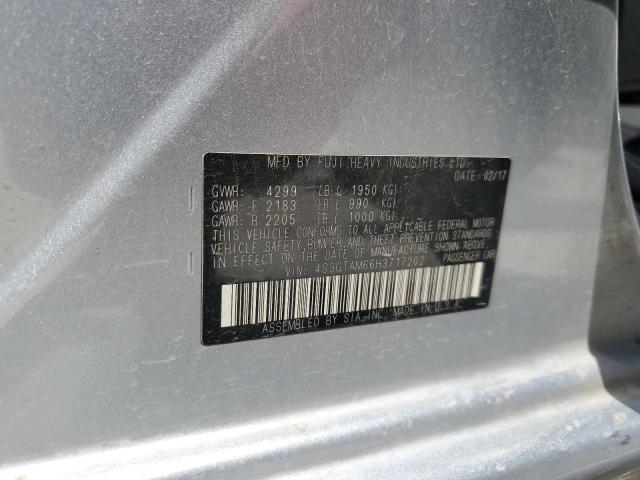 MFD BY FUJI HEAVY INDUSTRIES LTD.
DATE: 02/17
GVWR: 4299 LB ( 1950 KG)
GAWR: F 2183 LB ( 990 KG)
GAWR: R 2205 LB ( 1000 KG)
THIS VEHICLE CONFORMS TO ALL APPLICABLE FEDERAL MOTOR
VEHICLE SAFETY, BUMPER, AND THEFT PREVENTION STANDARDS
IN EFFECT ON THE DATE OF MANUFACTURE SHOWN ABOVE.
VIN: 4S3GTAM66H3717202 PASSENGER CAR
ASSEMBLED BY SIA, INC. MADE IN U.S.A.